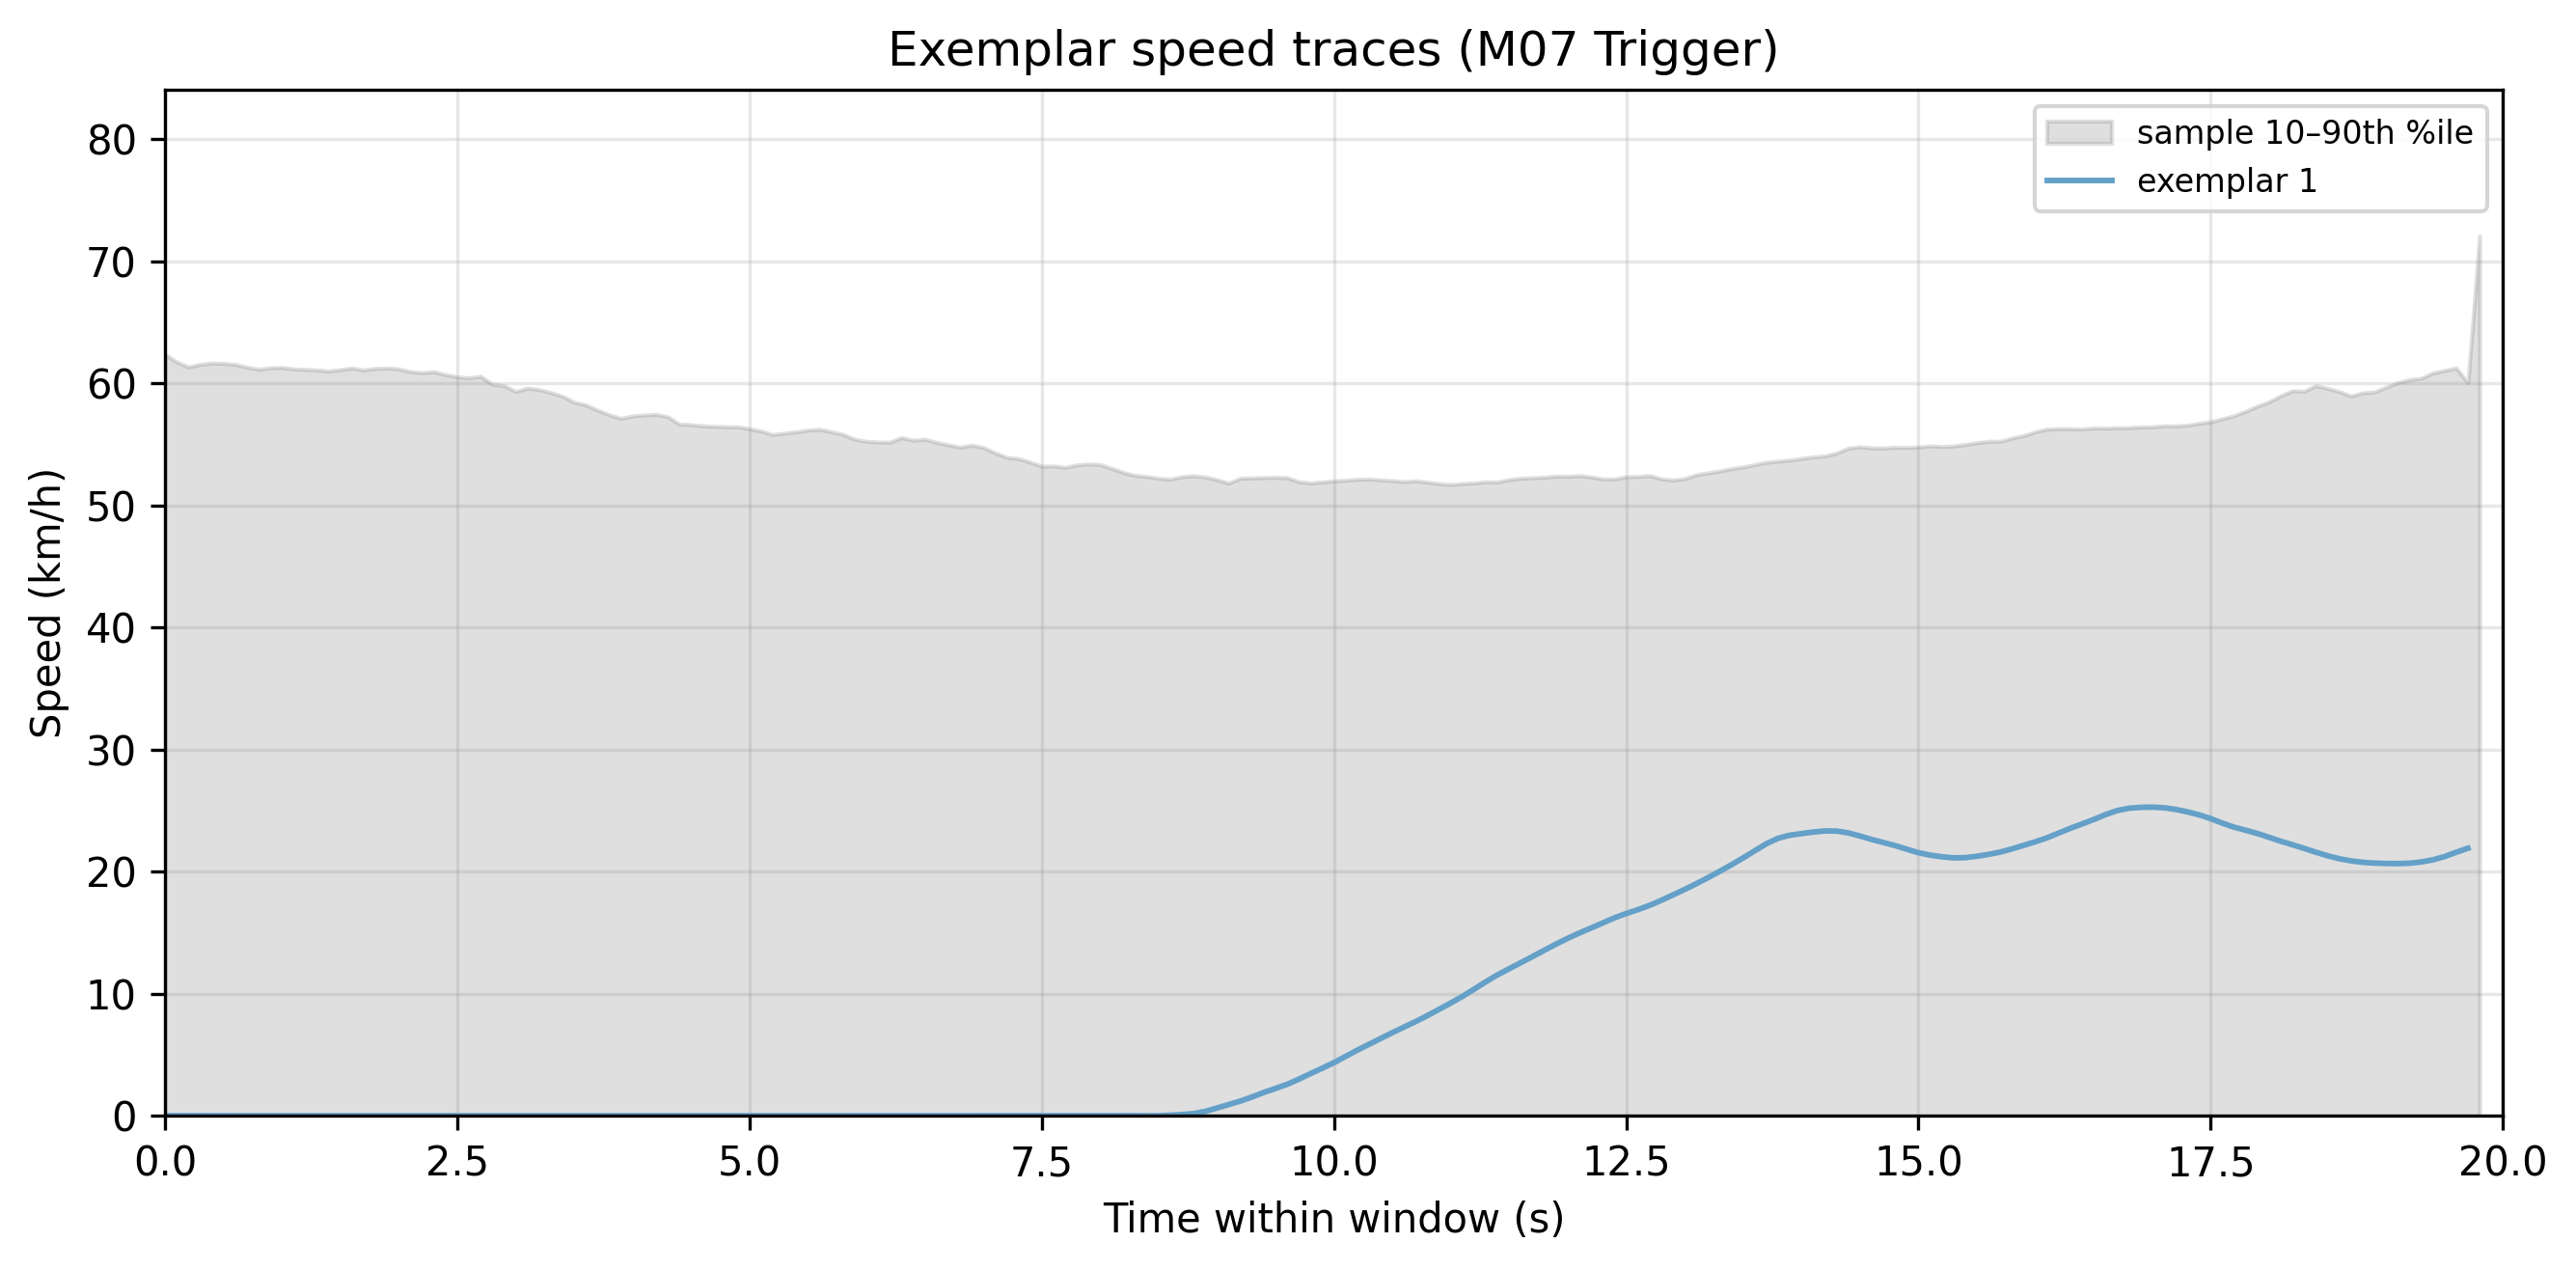 Exemplar speed traces (M07 Trigger)
sample 10–90th %ile
exemplar 1
Speed (km/h)
80
70
60
50
40
30
20
10
0
0.0 2.5 5.0 7.5 10.0 12.5 15.0 17.5 20.0
Time within window (s)